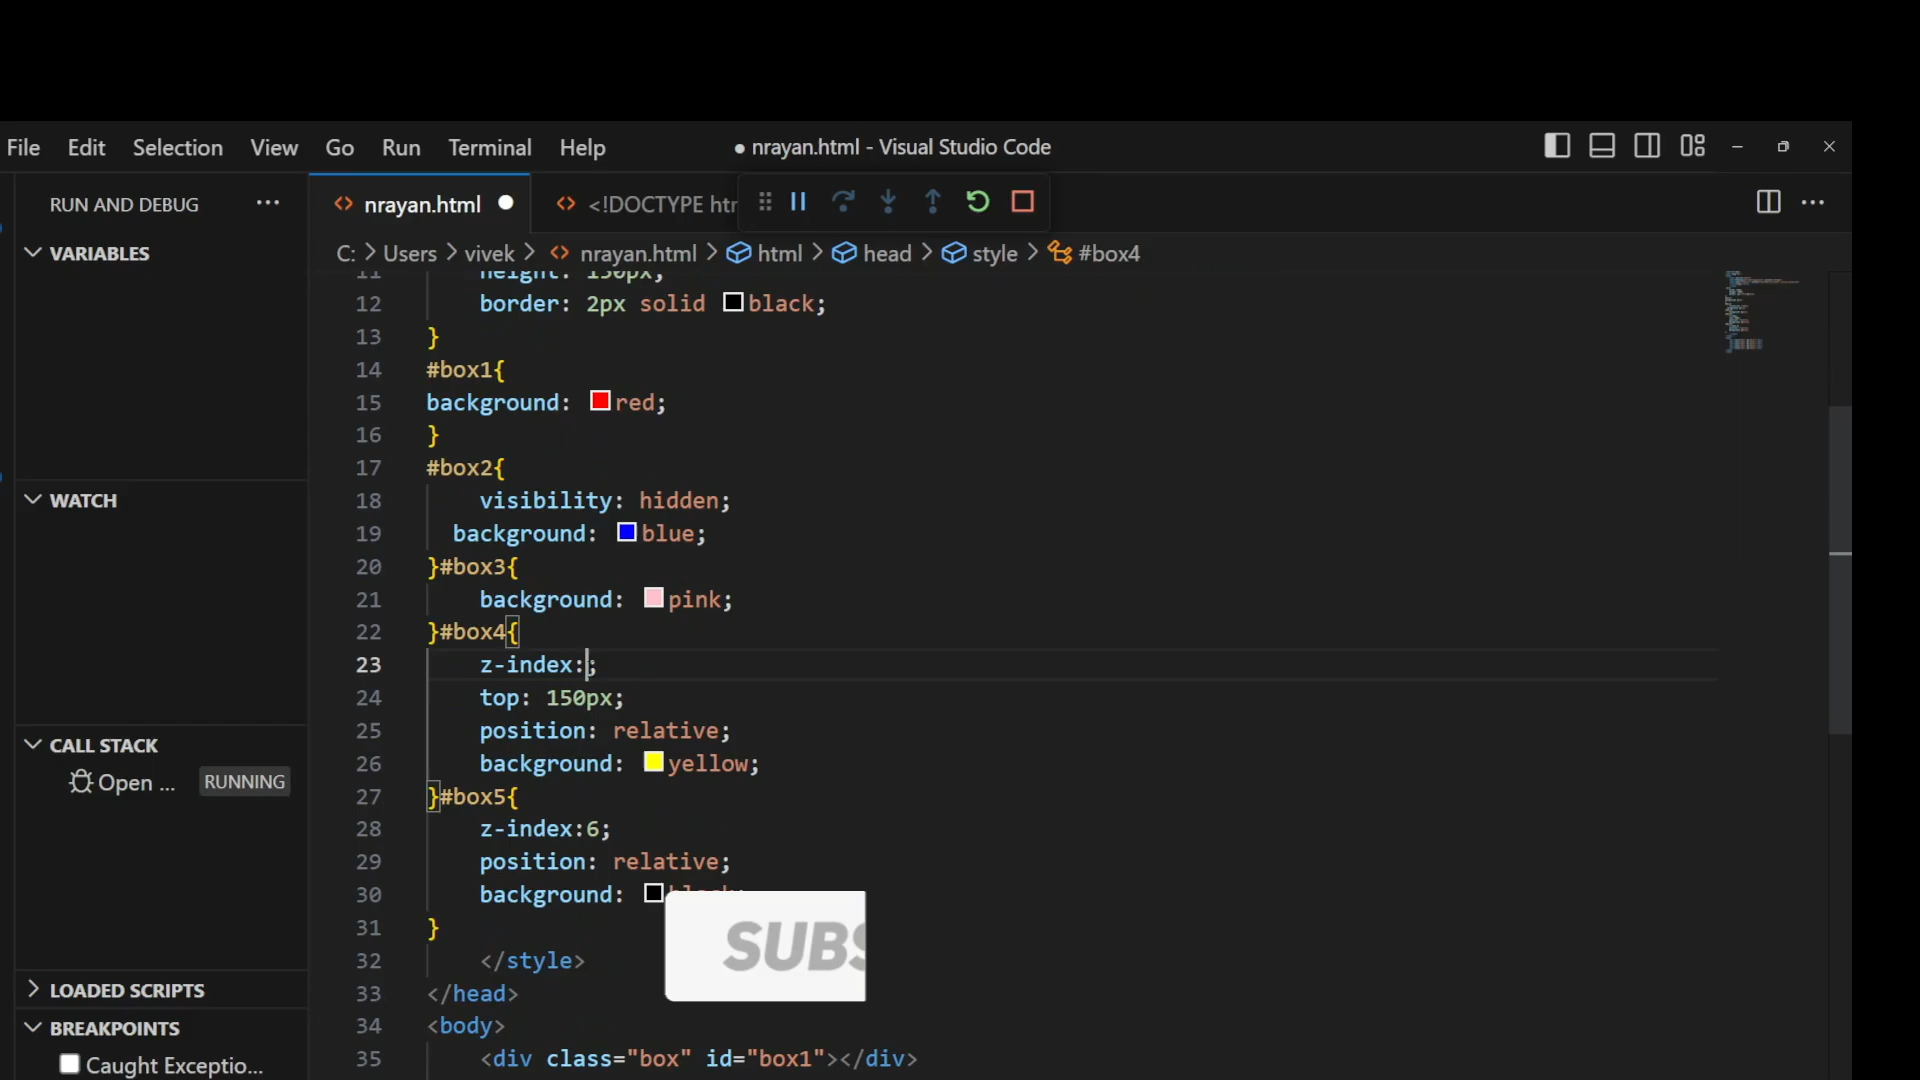 File Edit Selection View Go Run Terminal Help ● nrayan.html - Visual Studio Code
RUN AND DEBUG ···
nrayan.html ● <!DOCTYPE htr
C: > Users > vivek > nrayan.html > html > head > style > #box4
VARIABLES
WATCH
CALL STACK
Open ... RUNNING
LOADED SCRIPTS
BREAKPOINTS
Caught Exceptio...
11 height: 150px;
12 border: 2px solid black;
13 }
14 #box1{
15 background: red;
16 }
17 #box2{
18 visibility: hidden;
19 background: blue;
20 }#box3{
21 background: pink;
22 }#box4{
23 z-index:;
24 top: 150px;
25 position: relative;
26 background: yellow;
27 }#box5{
28 z-index:6;
29 position: relative;
30 background: black;
31 }
32 </style>
33 </head>
34 <body>
35 <div class="box" id="box1"></div>
SUBS